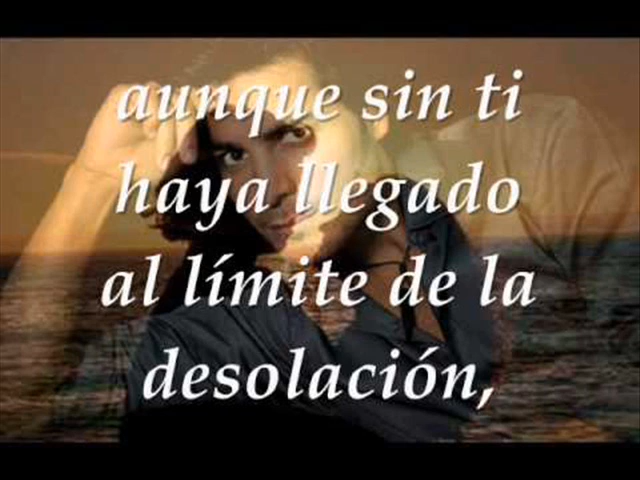 aunque sin ti
haya llegado
al límite de la
desolación,